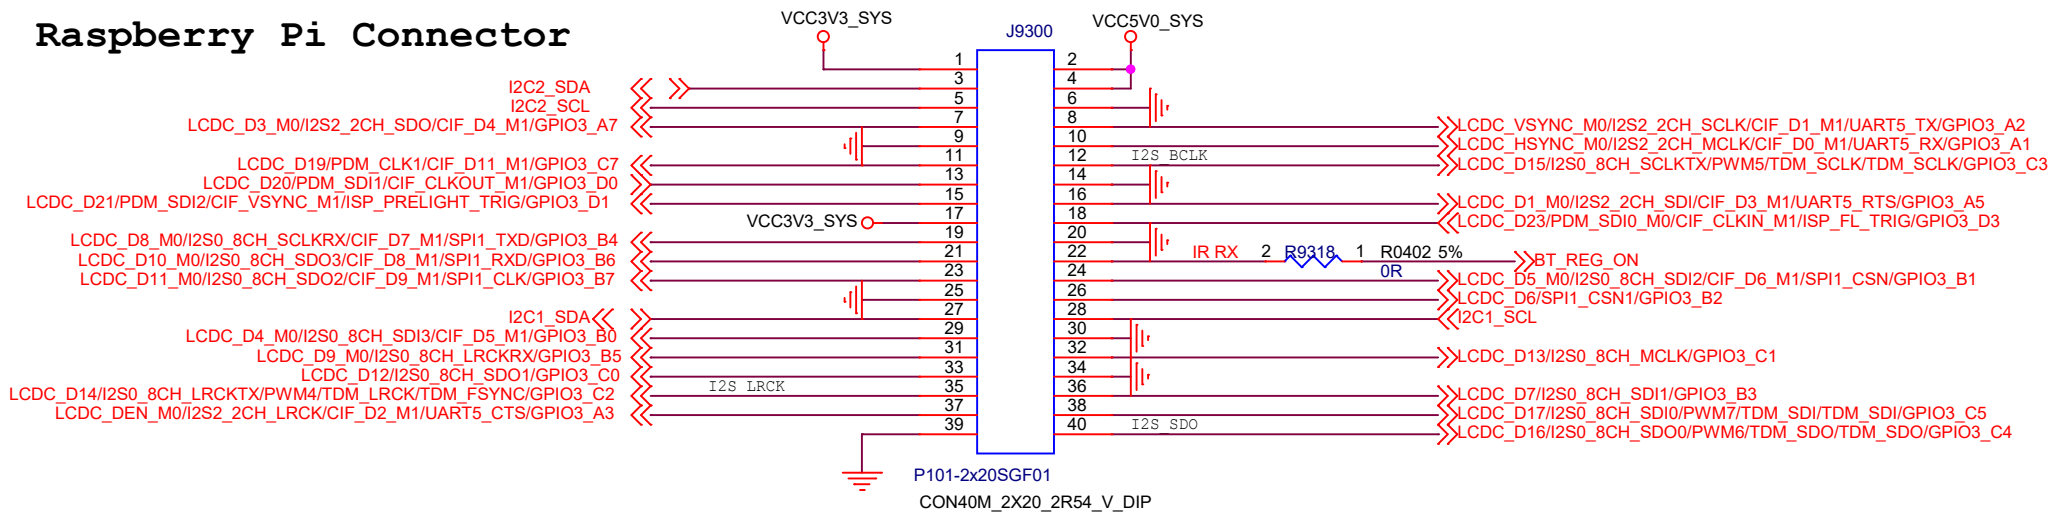 Raspberry Pi Connector
VCC3V3_SYS
J9300
VCC5V0_SYS
1 2
3 4
I2C2_SDA
5 6
I2C2_SCL
7 8
LCDC_D3_M0/I2S2_2CH_SDO/CIF_D4_M1/GPIO3_A7
LCDC_VSYNC_M0/I2S2_2CH_SCLK/CIF_D1_M1/UART5_TX/GPIO3_A2
9 10
LCDC_HSYNC_M0/I2S2_2CH_MCLK/CIF_D0_M1/UART5_RX/GPIO3_A1
11 12
I2S_BCLK
LCDC_D19/PDM_CLK1/CIF_D11_M1/GPIO3_C7
LCDC_D15/I2S0_8CH_SCLKTX/PWM5/TDM_SCLK/TDM_SCLK/GPIO3_C3
13 14
LCDC_D20/PDM_SDI1/CIF_CLKOUT_M1/GPIO3_D0
15 16
LCDC_D21/PDM_SDI2/CIF_VSYNC_M1/ISP_PRELIGHT_TRIG/GPIO3_D1
LCDC_D1_M0/I2S2_2CH_SDI/CIF_D3_M1/UART5_RTS/GPIO3_A5
17 18
VCC3V3_SYS
LCDC_D23/PDM_SDI0_M0/CIF_CLKIN_M1/ISP_FL_TRIG/GPIO3_D3
19 20
LCDC_D8_M0/I2S0_8CH_SCLKRX/CIF_D7_M1/SPI1_TXD/GPIO3_B4
21 22
IR RX 2 R9318 1 R0402 5%
LCDC_D10_M0/I2S0_8CH_SDO3/CIF_D8_M1/SPI1_RXD/GPIO3_B6
BT_REG_ON
23 24
0R
LCDC_D11_M0/I2S0_8CH_SDO2/CIF_D9_M1/SPI1_CLK/GPIO3_B7
LCDC_D5_M0/I2S0_8CH_SDI2/CIF_D6_M1/SPI1_CSN/GPIO3_B1
25 26
LCDC_D6/SPI1_CSN1/GPIO3_B2
27 28
I2C1_SDA
I2C1_SCL
29 30
LCDC_D4_M0/I2S0_8CH_SDI3/CIF_D5_M1/GPIO3_B0
31 32
LCDC_D9_M0/I2S0_8CH_LRCKRX/GPIO3_B5
LCDC_D13/I2S0_8CH_MCLK/GPIO3_C1
33 34
LCDC_D12/I2S0_8CH_SDO1/GPIO3_C0
35 36
I2S LRCK
LCDC_D14/I2S0_8CH_LRCKTX/PWM4/TDM_LRCK/TDM_FSYNC/GPIO3_C2
LCDC_D7/I2S0_8CH_SDI1/GPIO3_B3
37 38
LCDC_DEN_M0/I2S2_2CH_LRCK/CIF_D2_M1/UART5_CTS/GPIO3_A3
LCDC_D17/I2S0_8CH_SDI0/PWM7/TDM_SDI/TDM_SDI/GPIO3_C5
39 40
I2S SDO
LCDC_D16/I2S0_8CH_SDO0/PWM6/TDM_SDO/TDM_SDO/GPIO3_C4
P101-2x20SGF01
CON40M_2X20_2R54_V_DIP